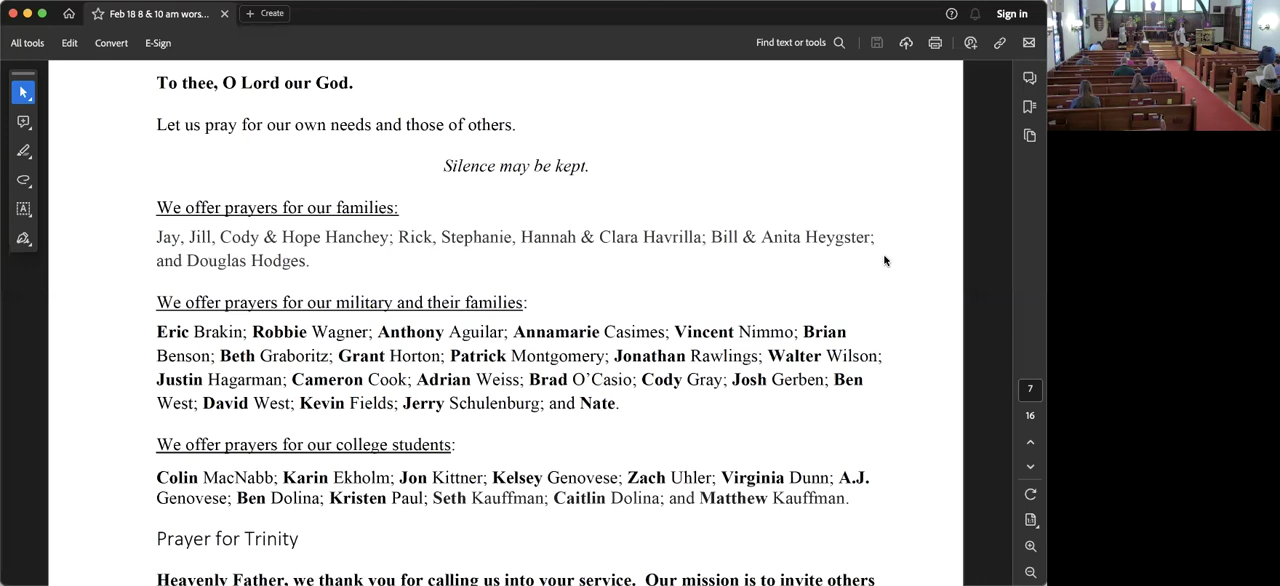 Feb 18 8 & 10 am wors...
Create
Sign in
All tools
Edit
Convert
E-Sign
Find text or tools
To thee, O Lord our God.
Let us pray for our own needs and those of others.
Silence may be kept.
We offer prayers for our families:
Jay, Jill, Cody & Hope Hanchey; Rick, Stephanie, Hannah & Clara Havrilla; Bill & Anita Heygster;
and Douglas Hodges.
We offer prayers for our military and their families:
Eric Brakin; Robbie Wagner; Anthony Aguilar; Annamarie Casimes; Vincent Nimmo; Brian
Benson; Beth Graboritz; Grant Horton; Patrick Montgomery; Jonathan Rawlings; Walter Wilson;
Justin Hagarman; Cameron Cook; Adrian Weiss; Brad O’Casio; Cody Gray; Josh Gerben; Ben
West; David West; Kevin Fields; Jerry Schulenburg; and Nate.
We offer prayers for our college students:
Colin MacNabb; Karin Ekholm; Jon Kittner; Kelsey Genovese; Zach Uhler; Virginia Dunn; A.J.
Genovese; Ben Dolina; Kristen Paul; Seth Kauffman; Caitlin Dolina; and Matthew Kauffman.
Prayer for Trinity
Heavenly Father, we thank you for calling us into your service. Our mission is to invite others
7
16